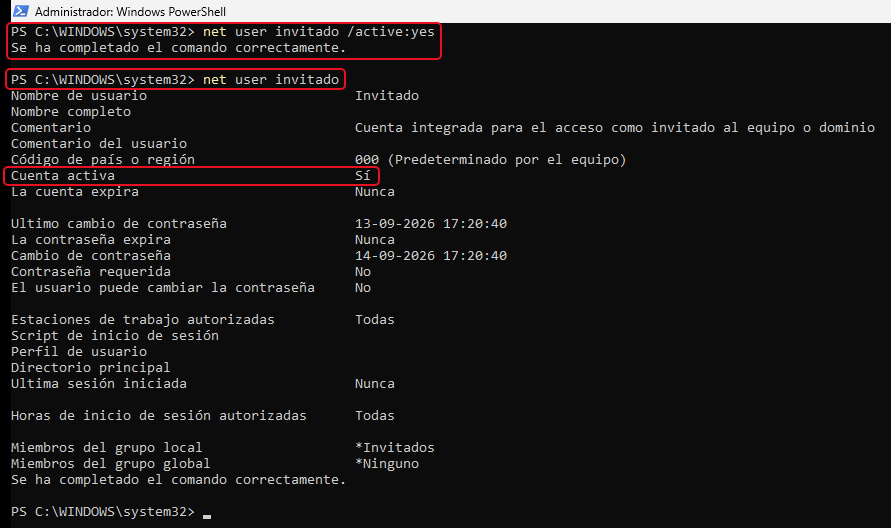 Administrador: Windows PowerShell
PS C:\WINDOWS\system32> net user invitado /active:yes
Se ha completado el comando correctamente.
PS C:\WINDOWS\system32> net user invitado
Nombre de usuario Invitado
Nombre completo
Comentario Cuenta integrada para el acceso como invitado al equipo o dominio
Comentario del usuario
Código de país o región 000 (Predeterminado por el equipo)
Cuenta activa Sí
La cuenta expira Nunca
Ultimo cambio de contraseña 13-09-2026 17:20:40
La contraseña expira Nunca
Cambio de contraseña 14-09-2026 17:20:40
Contraseña requerida No
El usuario puede cambiar la contraseña No
Estaciones de trabajo autorizadas Todas
Script de inicio de sesión
Perfil de usuario
Directorio principal
Ultima sesión iniciada Nunca
Horas de inicio de sesión autorizadas Todas
Miembros del grupo local *Invitados
Miembros del grupo global *Ninguno
Se ha completado el comando correctamente.
PS C:\WINDOWS\system32>